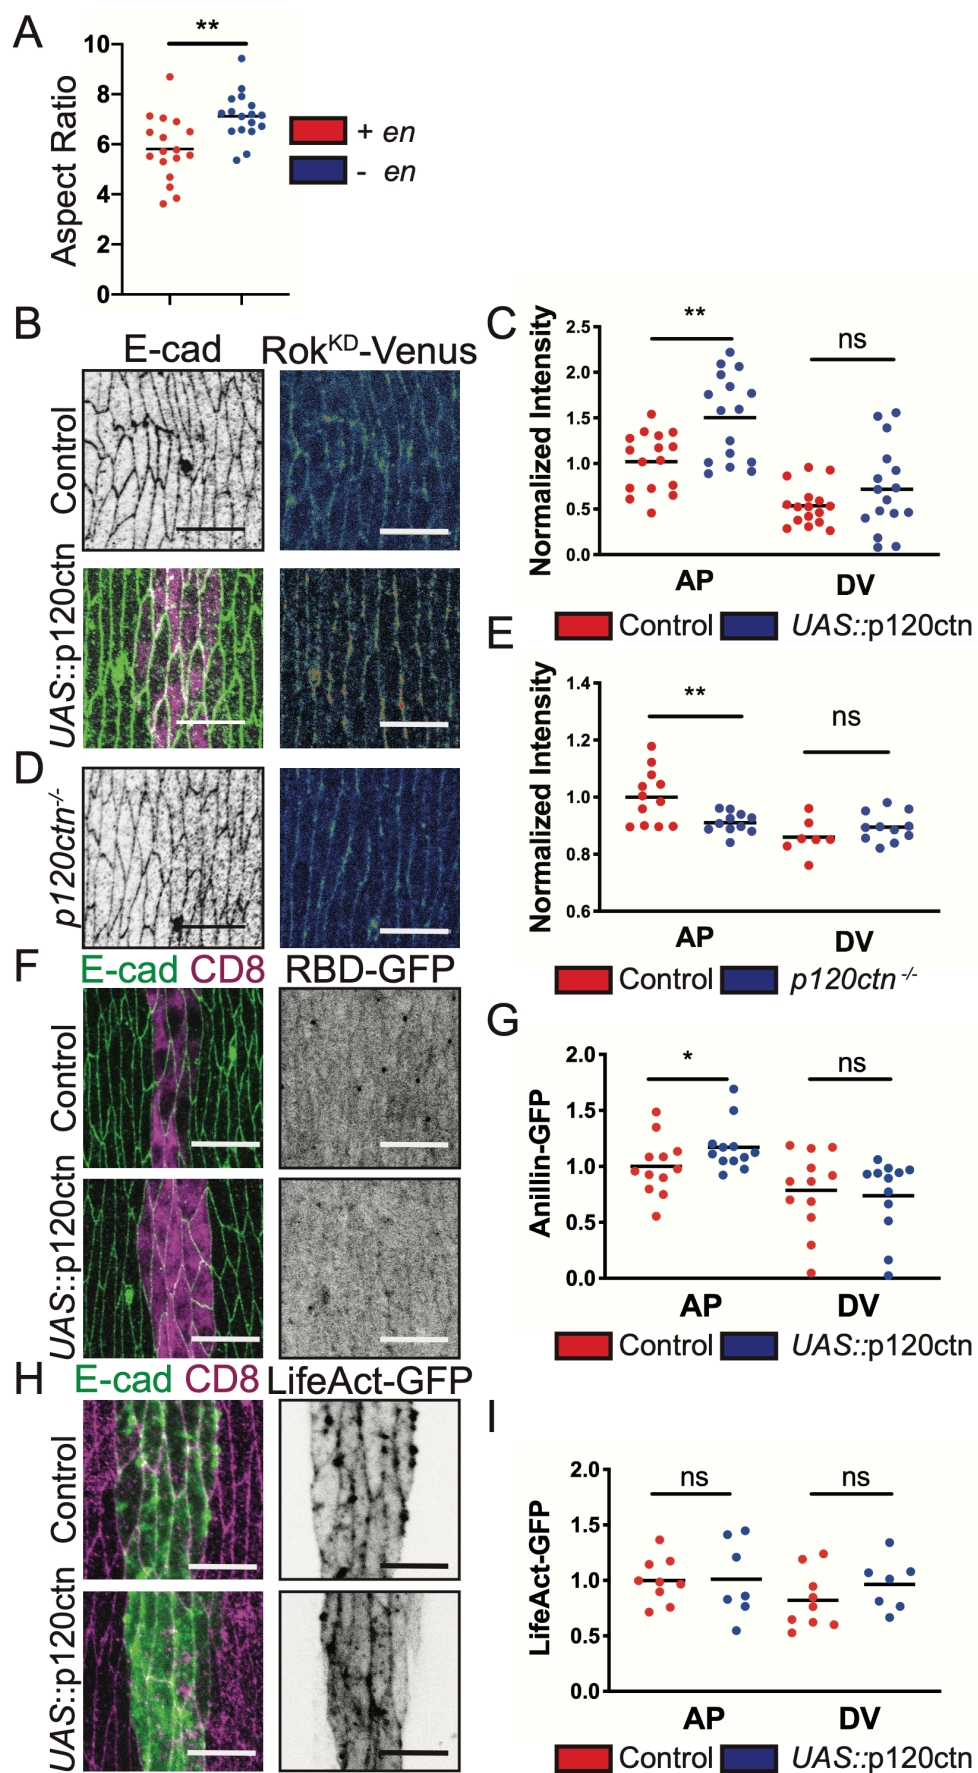 A
**
10
8
6
4
2
0
Aspect Ratio
+ en
- en
B
E-cad
Rok^KD-Venus
Control
UAS::p120ctn
C
Normalized Intensity
2.5
2.0
1.5
1.0
0.5
0.0
**
ns
AP
DV
Control
UAS::p120ctn
D
p120ctn-/-
E
Normalized Intensity
1.4
1.2
1.0
0.8
0.6
**
ns
AP
DV
Control
p120ctn -/-
F
E-cad CD8
RBD-GFP
Control
UAS::p120ctn
G
Anillin-GFP
2.0
1.5
1.0
0.5
0.0
*
ns
AP
DV
Control
UAS::p120ctn
H
E-cad CD8
LifeAct-GFP
Control
UAS::p120ctn
I
LifeAct-GFP
2.0
1.5
1.0
0.5
0.0
ns
ns
AP
DV
Control
UAS::p120ctn